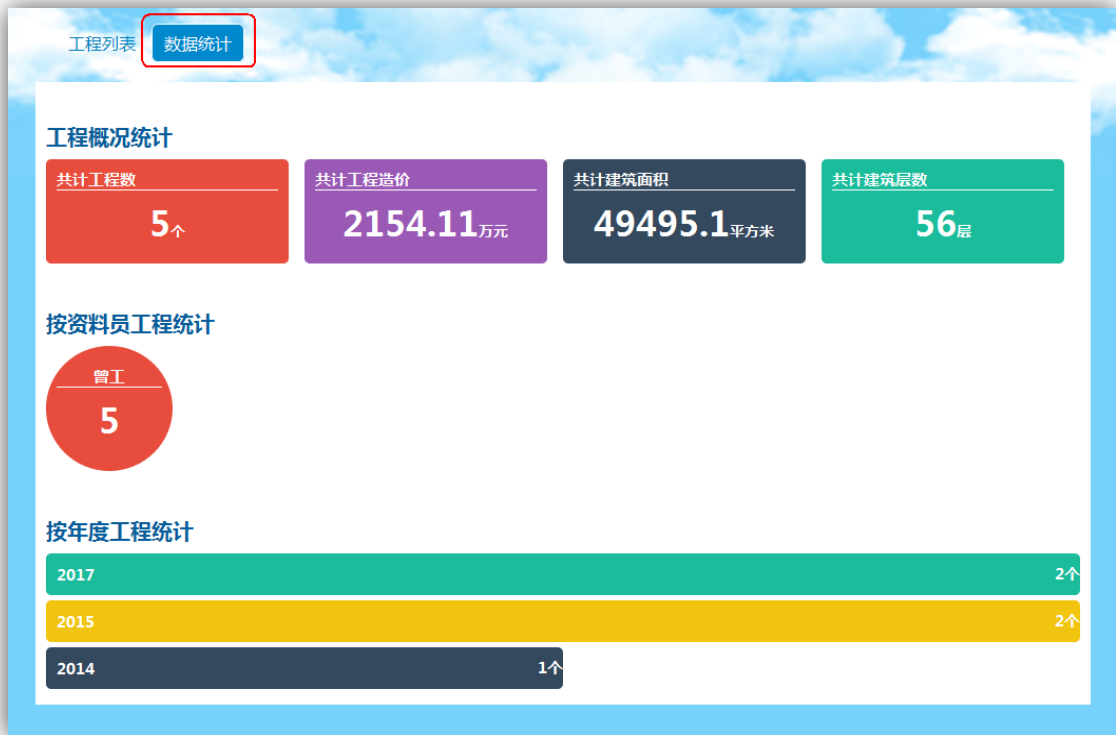 工程列表 数据统计
工程概况统计
共计工程数
5个
共计工程造价
2154.11万元
共计建筑面积
49495.1平方米
共计建筑层数
56层
按资料员工程统计
曾工
5
按年度工程统计
2017 2个
2015 2个
2014 1个